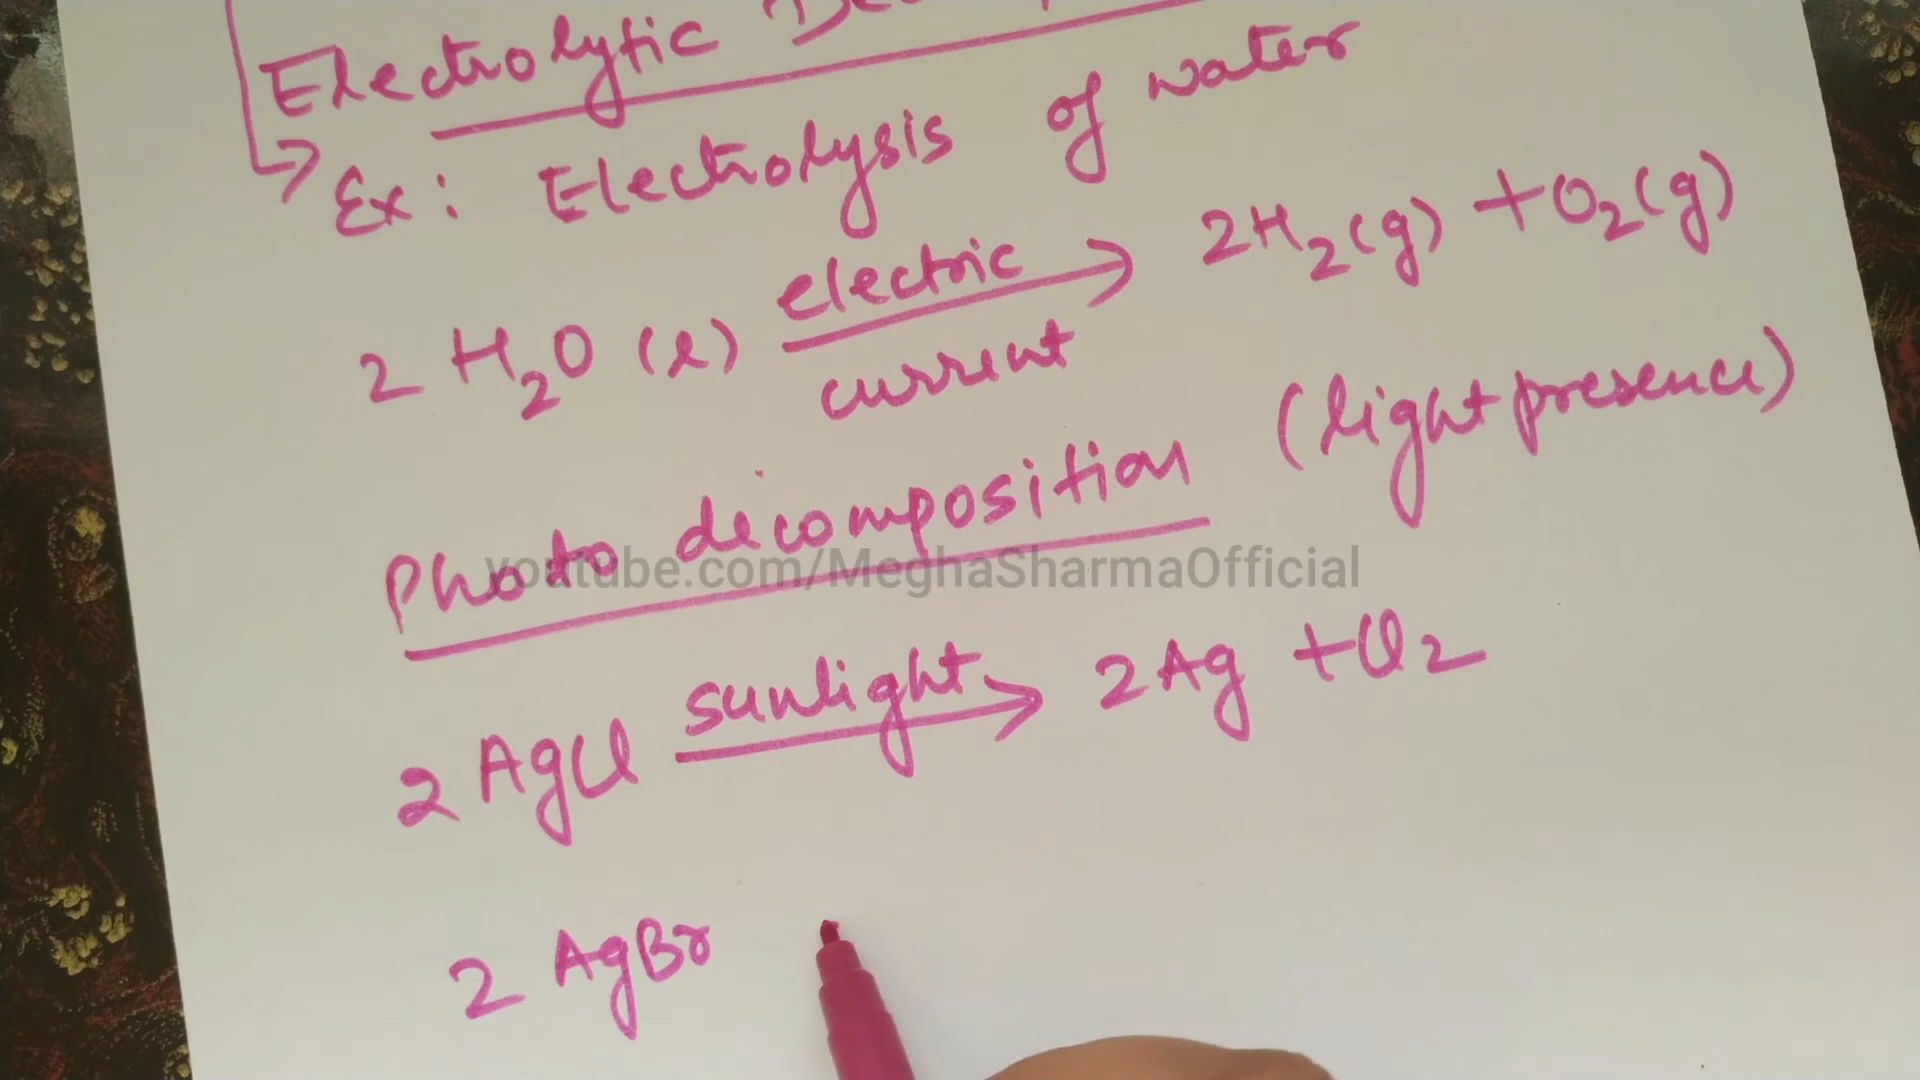 Electrolytic
Ex: Electrolysis of water
2 H2O (l) electric current → 2H2(g) + O2(g)
Photo decomposition (light presence)
youtube.com/MeghaSharmaOfficial
2 AgCl sunlight → 2Ag + Cl2
2 AgBr